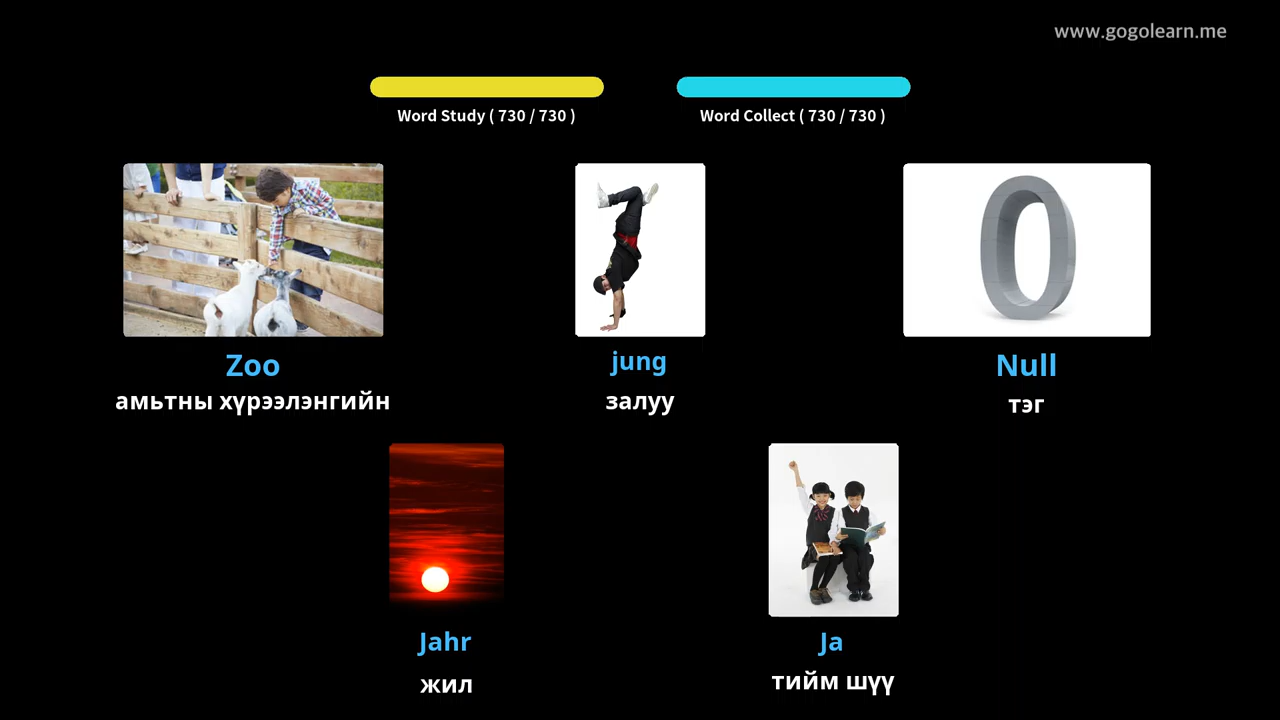 www.gogolearn.me
Word Study ( 730 / 730 )
Word Collect ( 730 / 730 )
Zoo
амьтны хүрээлэнгийн
jung
залуу
Null
тэг
Jahr
жил
Ja
тийм шүү